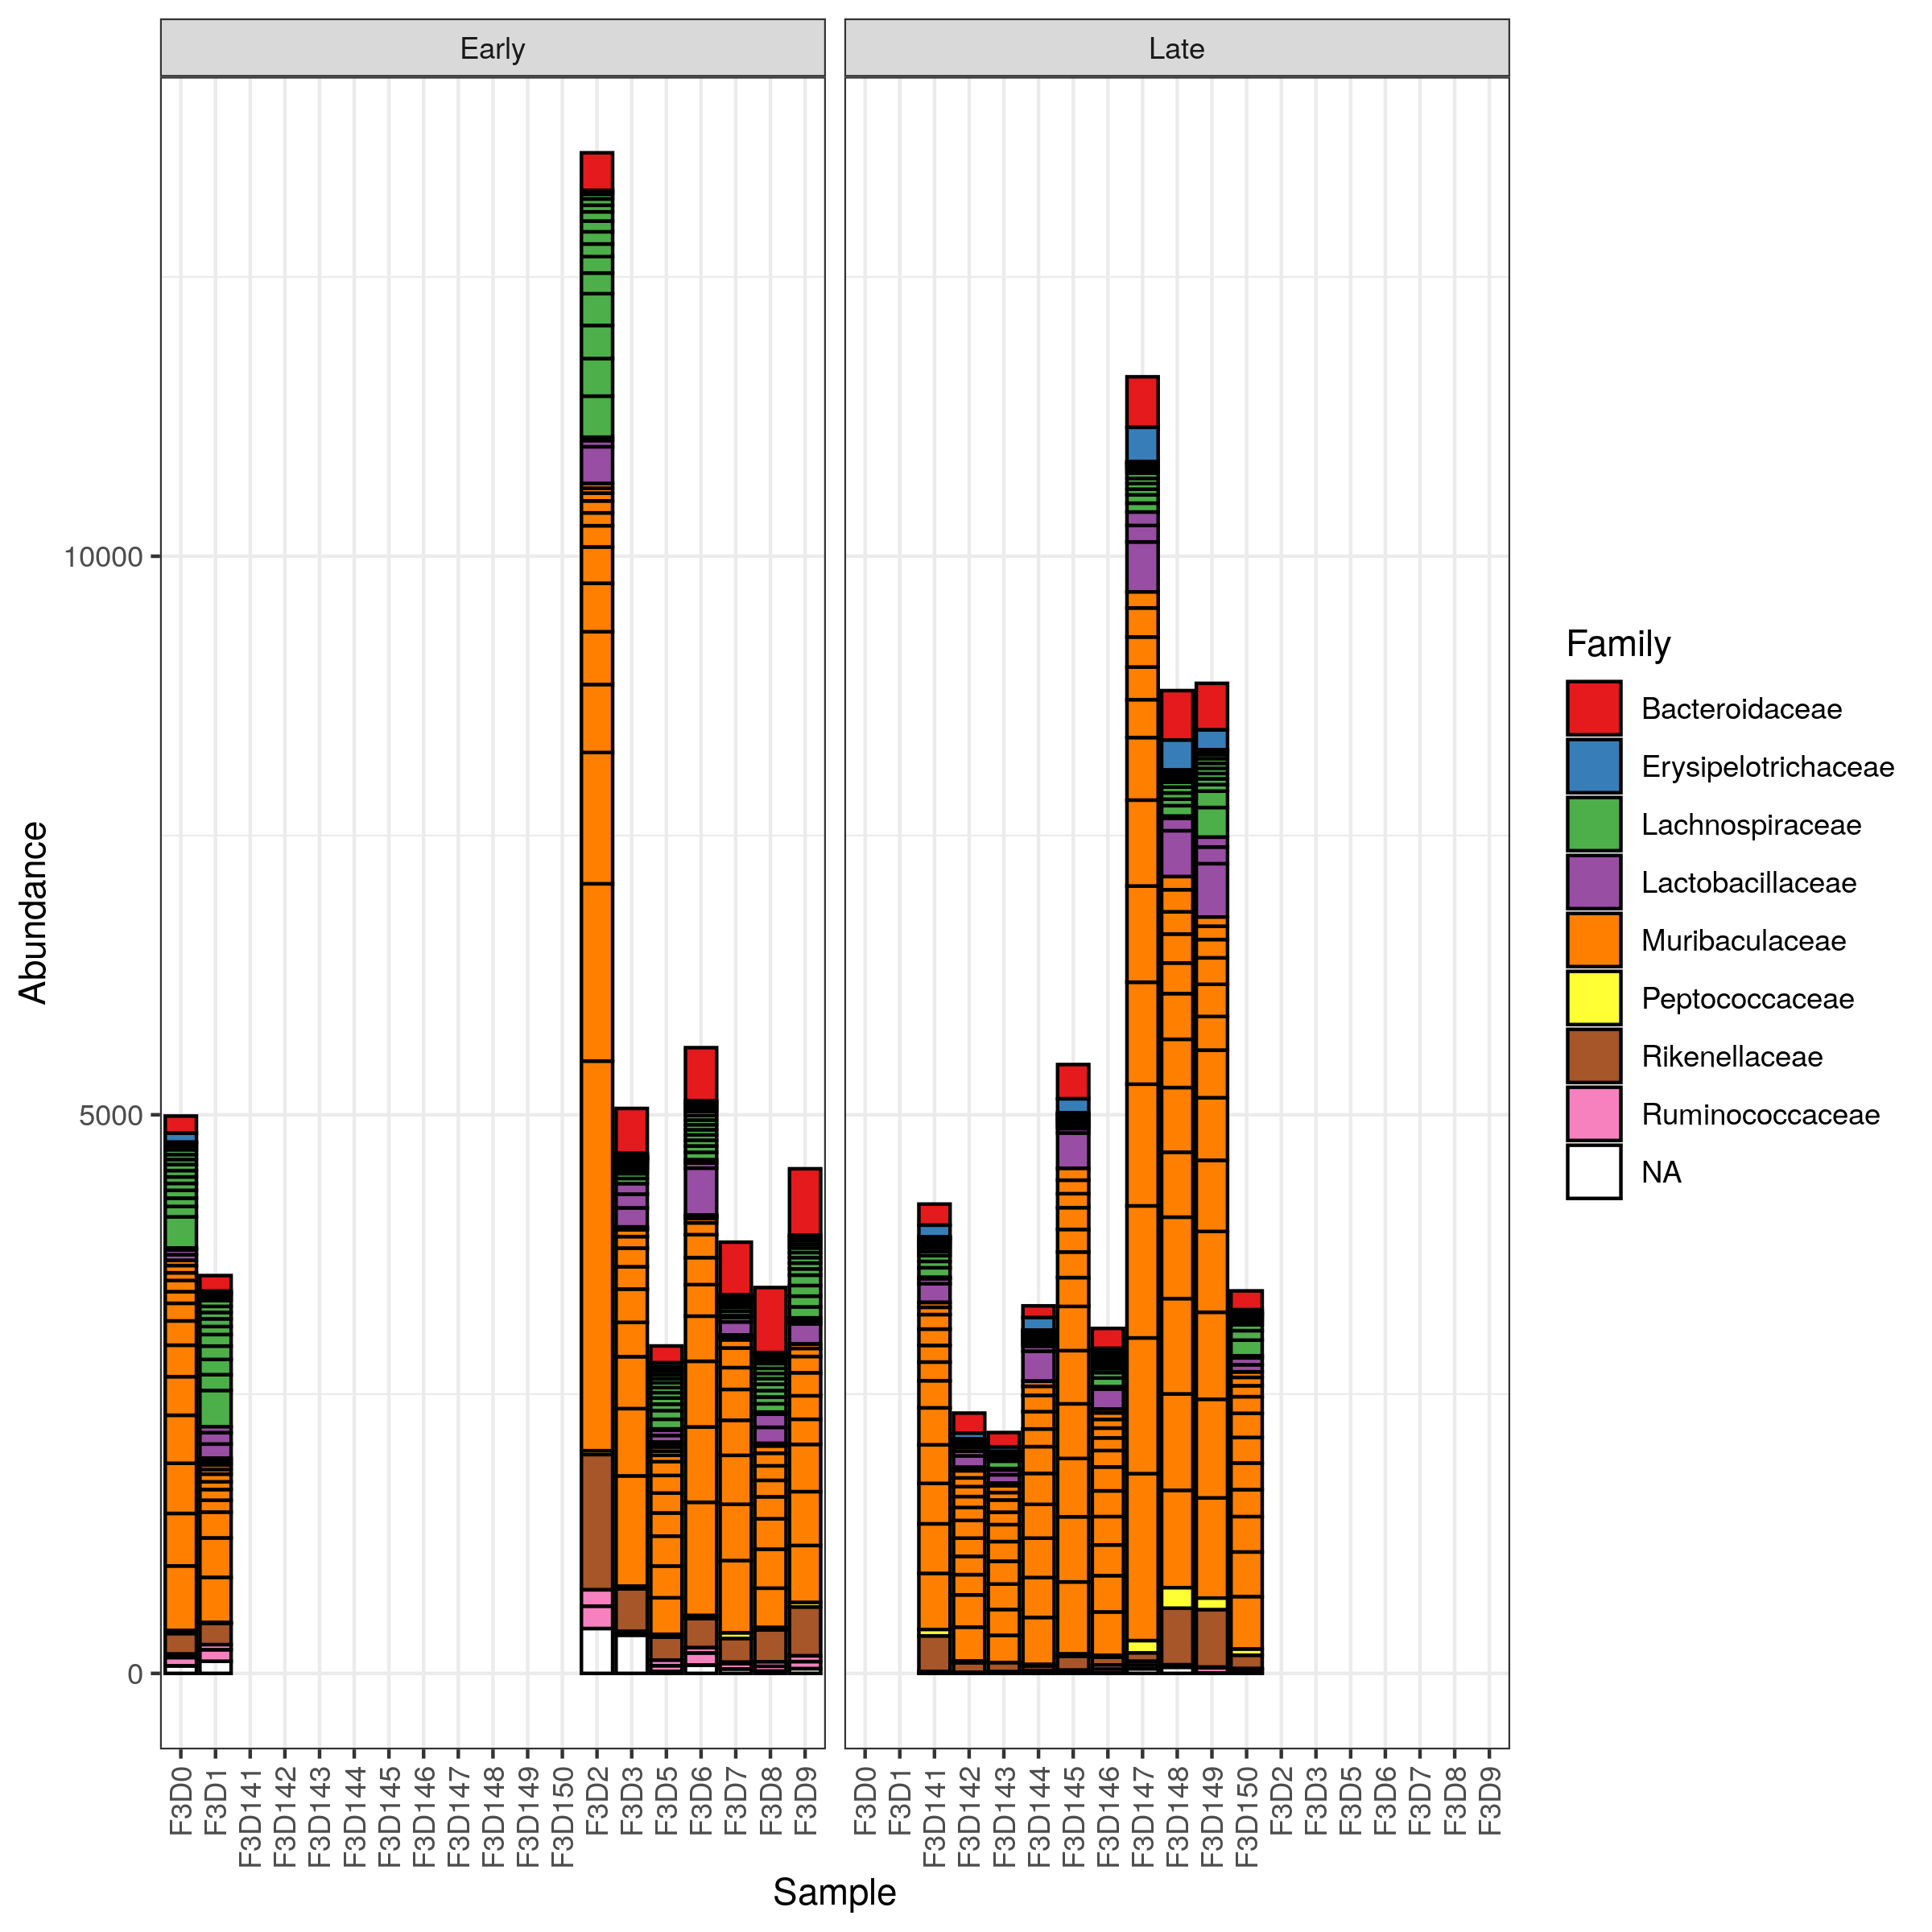 Early
Late
Abundance
10000
5000
0
F3D0
F3D1
F3D141
F3D142
F3D143
F3D144
F3D145
F3D146
F3D147
F3D148
F3D149
F3D150
F3D2
F3D3
F3D5
F3D6
F3D7
F3D8
F3D9
F3D0
F3D1
F3D141
F3D142
F3D143
F3D144
F3D145
F3D146
F3D147
F3D148
F3D149
F3D150
F3D2
F3D3
F3D5
F3D6
F3D7
F3D8
F3D9
Sample
Family
Bacteroidaceae
Erysipelotrichaceae
Lachnospiraceae
Lactobacillaceae
Muribaculaceae
Peptococcaceae
Rikenellaceae
Ruminococcaceae
NA